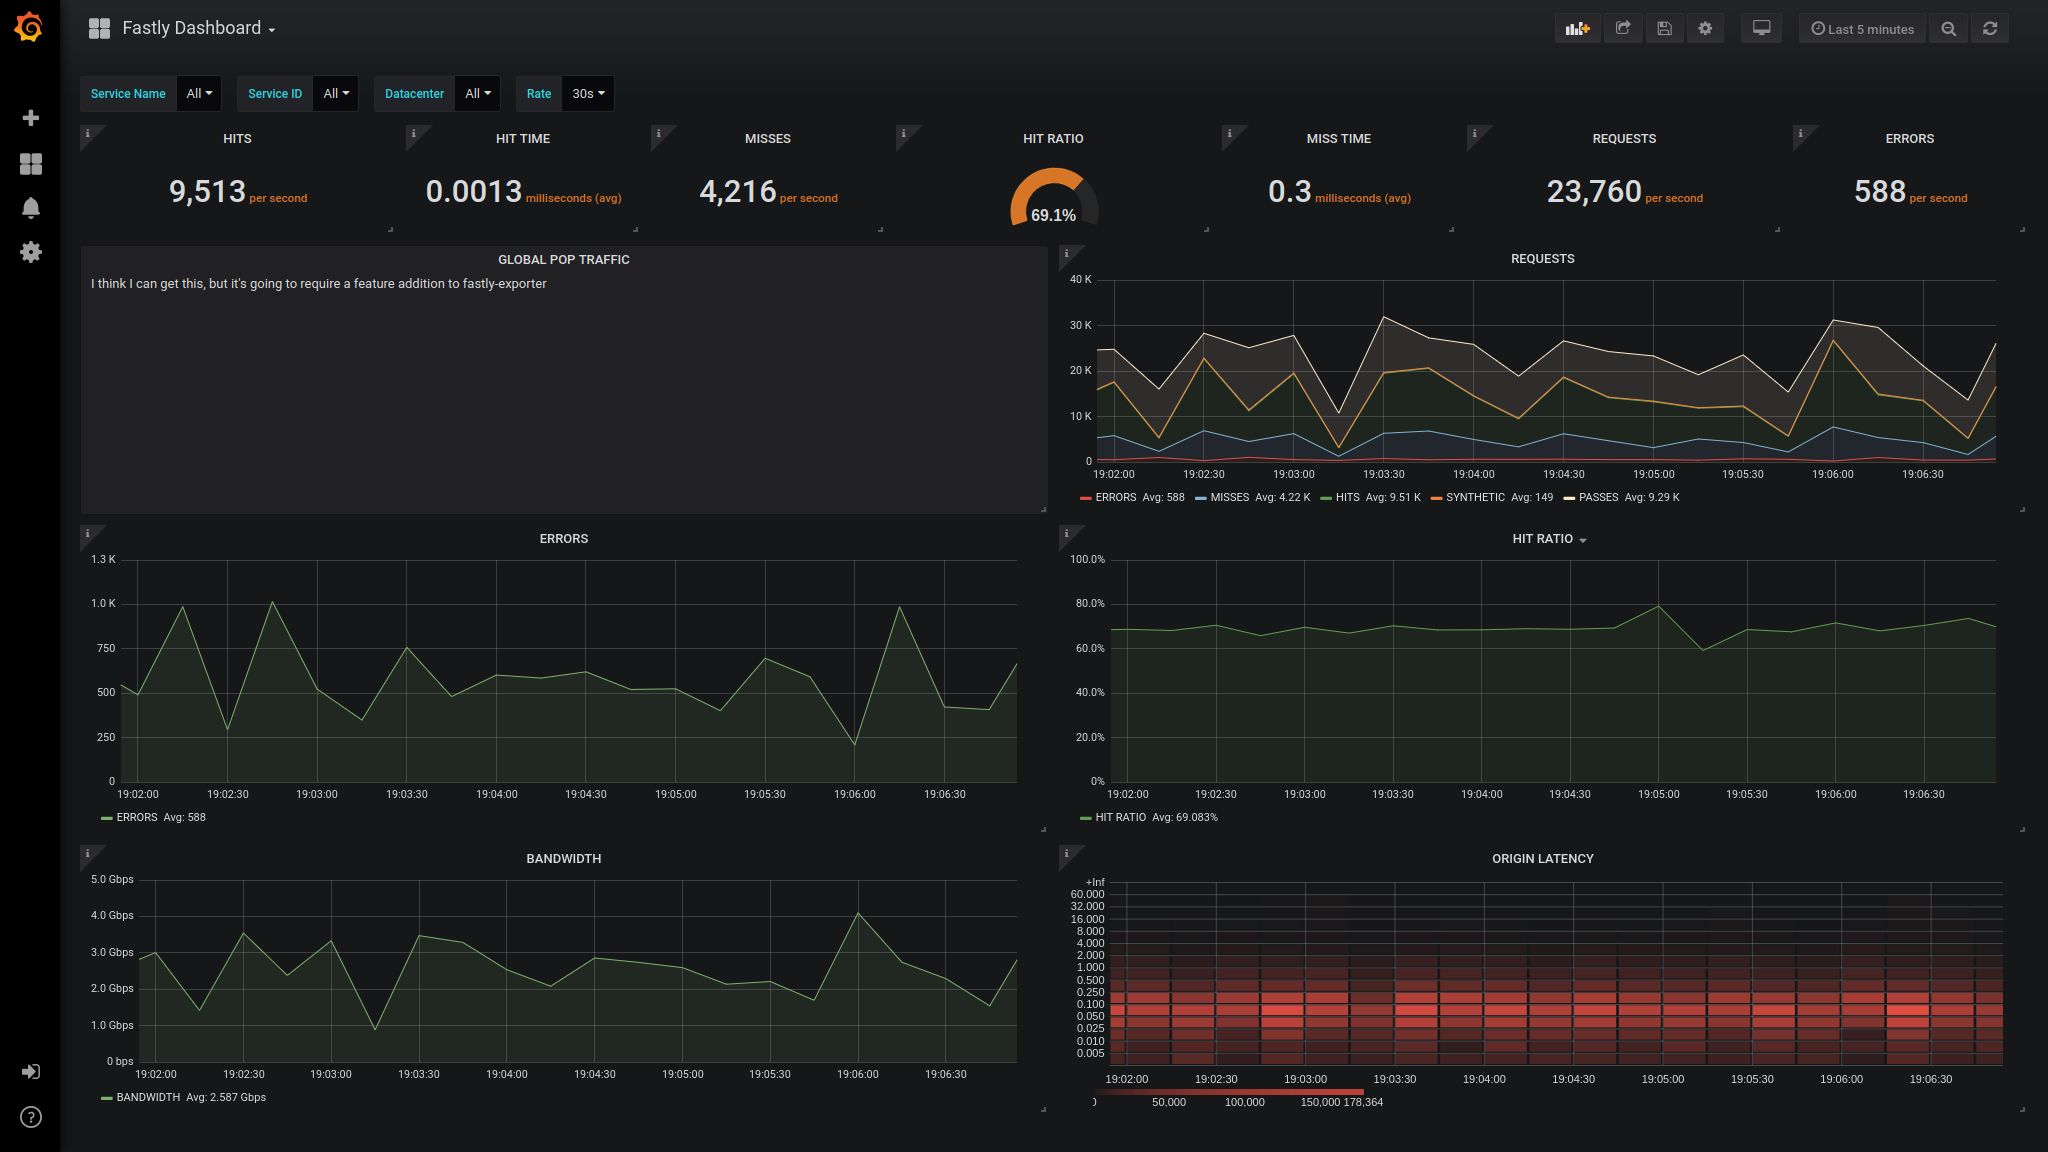 Fastly Dashboard
Last 5 minutes
Service Name All Service ID All Datacenter All Rate 30s
HITS
9,513 per second
HIT TIME
0.0013 milliseconds (avg)
MISSES
4,216 per second
HIT RATIO
69.1%
MISS TIME
0.3 milliseconds (avg)
REQUESTS
23,760 per second
ERRORS
588 per second
GLOBAL POP TRAFFIC
I think I can get this, but it's going to require a feature addition to fastly-exporter
REQUESTS
40 K
30 K
20 K
10 K
0
19:02:00 19:02:30 19:03:00 19:03:30 19:04:00 19:04:30 19:05:00 19:05:30 19:06:00 19:06:30
ERRORS Avg: 588 MISSES Avg: 4.22 K HITS Avg: 9.51 K SYNTHETIC Avg: 149 PASSES Avg: 9.29 K
ERRORS
1.3 K
1.0 K
750
500
250
0
19:02:00 19:02:30 19:03:00 19:03:30 19:04:00 19:04:30 19:05:00 19:05:30 19:06:00 19:06:30
ERRORS Avg: 588
HIT RATIO
100.0%
80.0%
60.0%
40.0%
20.0%
0%
19:02:00 19:02:30 19:03:00 19:03:30 19:04:00 19:04:30 19:05:00 19:05:30 19:06:00 19:06:30
HIT RATIO Avg: 69.083%
BANDWIDTH
5.0 Gbps
4.0 Gbps
3.0 Gbps
2.0 Gbps
1.0 Gbps
0 bps
19:02:00 19:02:30 19:03:00 19:03:30 19:04:00 19:04:30 19:05:00 19:05:30 19:06:00 19:06:30
BANDWIDTH Avg: 2.587 Gbps
ORIGIN LATENCY
+Inf
60.000
32.000
16.000
8.000
4.000
2.000
1.000
0.500
0.250
0.100
0.050
0.025
0.010
0.005
19:02:00 19:02:30 19:03:00 19:03:30 19:04:00 19:04:30 19:05:00 19:05:30 19:06:00 19:06:30
0 50,000 100,000 150,000 178,364